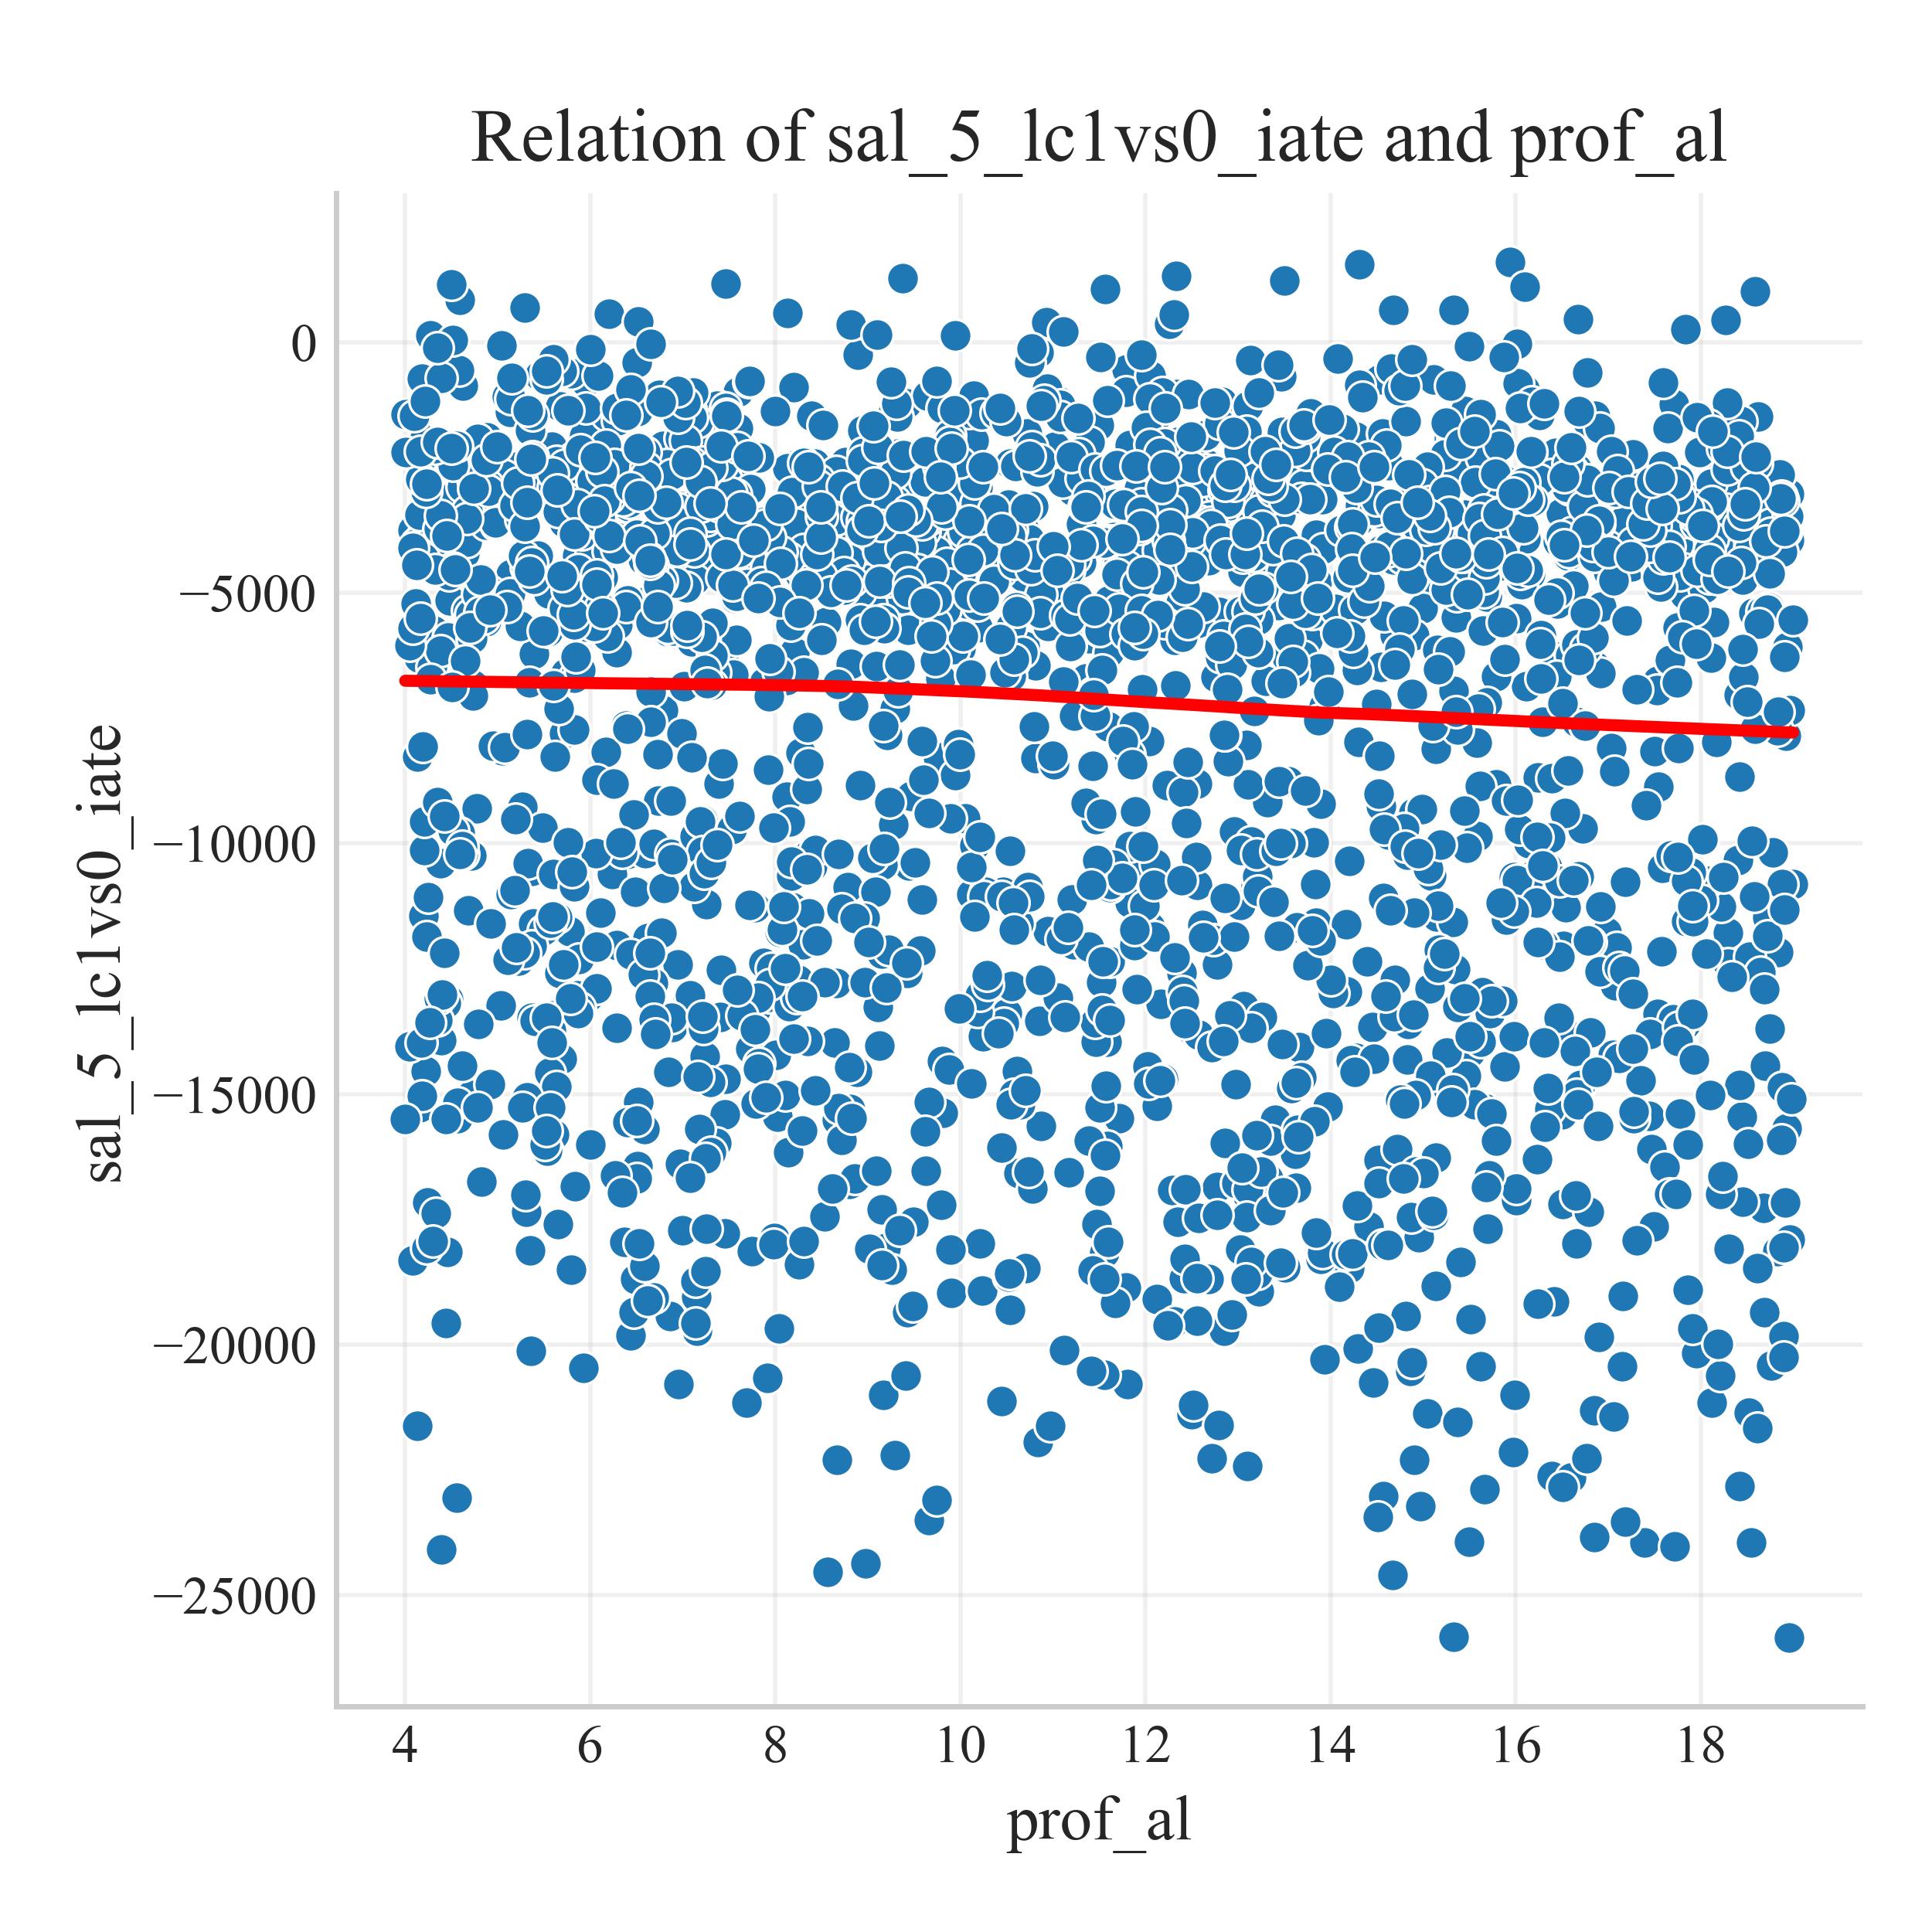 Relation of sal_5_lc1vs0_iate and prof_al
sal_5_lc1vs0_iate
0
−5000
−10000
−15000
−20000
−25000
4 6 8 10 12 14 16 18
prof_al